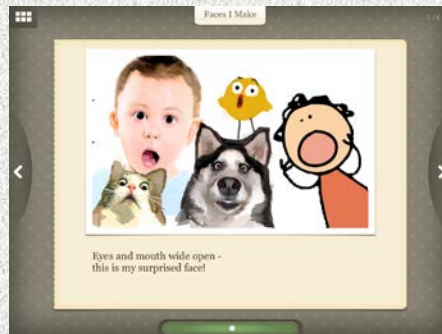 Faces I Make
Eyes and mouth wide open -
this is my surprised face!